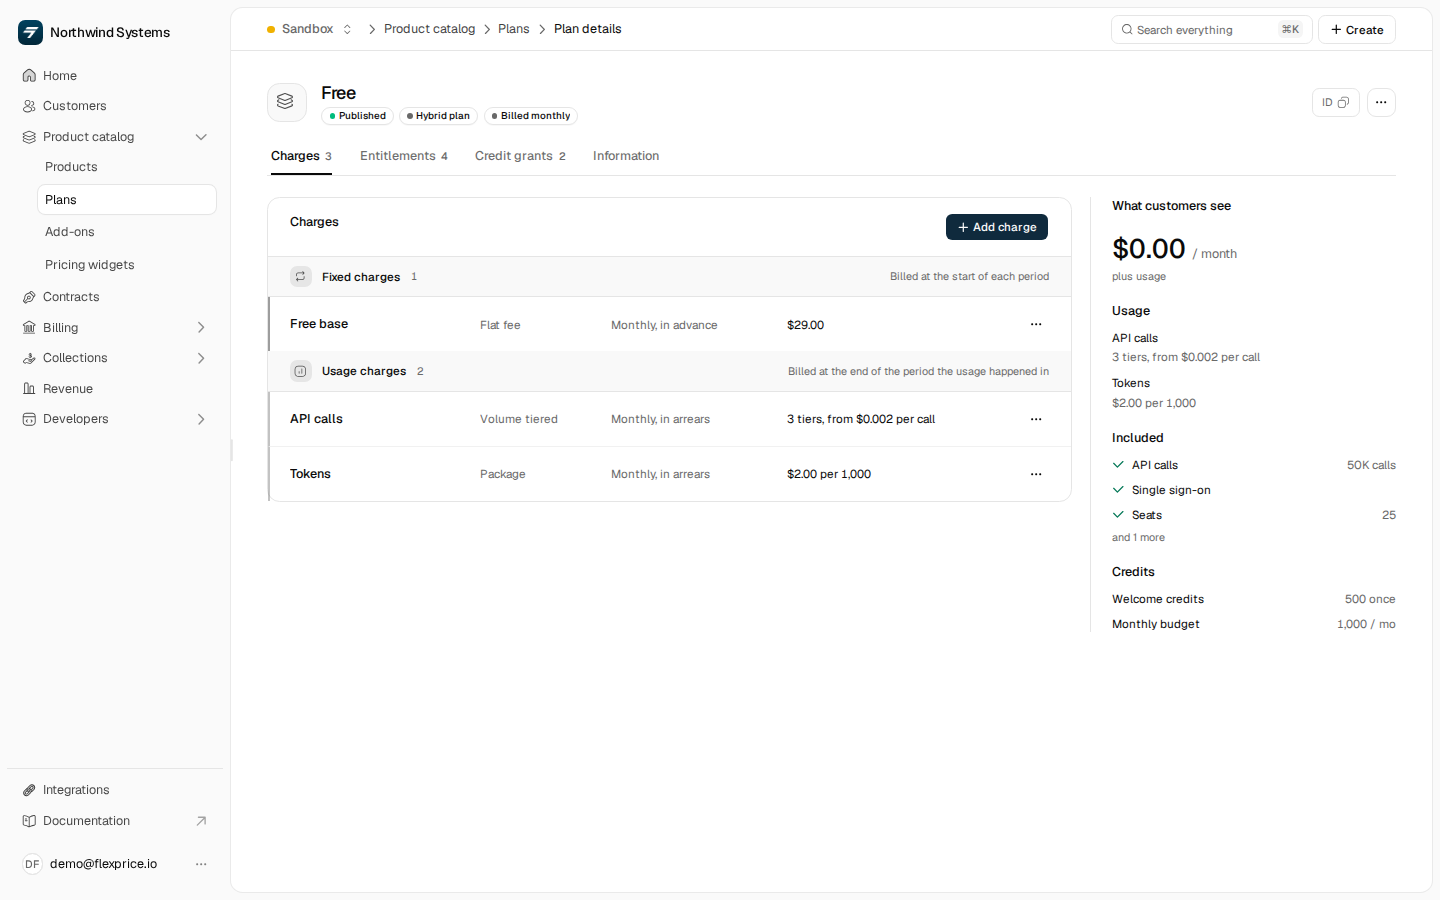 Northwind Systems
Home
Customers
Product catalog
Products
Plans
Add-ons
Pricing widgets
Contracts
Billing
Collections
Revenue
Developers
Integrations
Documentation
DF demo@flexprice.io
Sandbox Product catalog Plans Plan details
Search everything ⌘K
Create
Free
Published Hybrid plan Billed monthly
ID
Charges 3 Entitlements 4 Credit grants 2 Information
Charges
Add charge
Fixed charges 1 Billed at the start of each period
Free base Flat fee Monthly, in advance $29.00
Usage charges 2 Billed at the end of the period the usage happened in
API calls Volume tiered Monthly, in arrears 3 tiers, from $0.002 per call
Tokens Package Monthly, in arrears $2.00 per 1,000
What customers see
$0.00 / month
plus usage
Usage
API calls
3 tiers, from $0.002 per call
Tokens
$2.00 per 1,000
Included
API calls 50K calls
Single sign-on
Seats 25
and 1 more
Credits
Welcome credits 500 once
Monthly budget 1,000 / mo